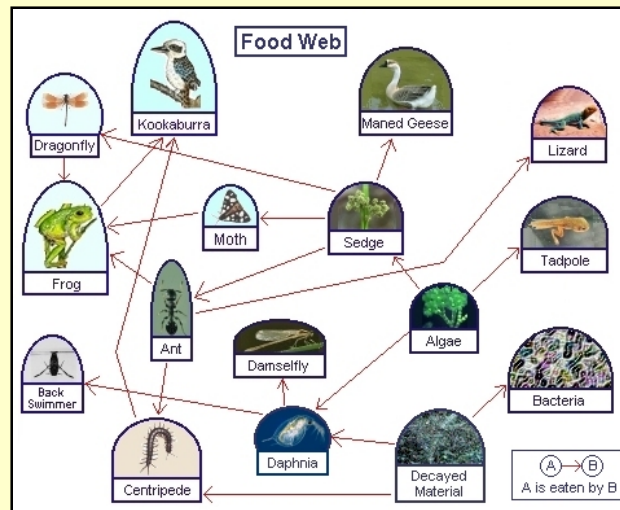 Food Web
Kookaburra
Maned Geese
Dragonfly
Lizard
Moth
Sedge
Tadpole
Frog
Ant
Damselfly
Algae
Back
Swimmer
Bacteria
Daphnia
Centripede
Decayed
Material
A → B
A is eaten by B